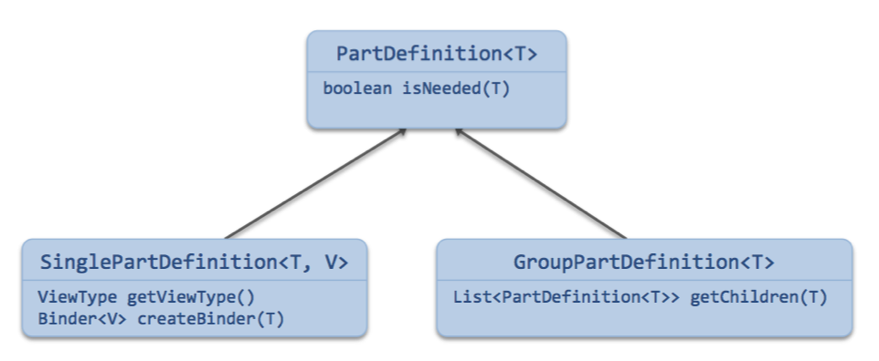 PartDefinition<T>
boolean isNeeded(T)
SinglePartDefinition<T, V>
ViewType getViewType()
Binder<V> createBinder(T)
GroupPartDefinition<T>
List<PartDefinition<T>> getChildren(T)